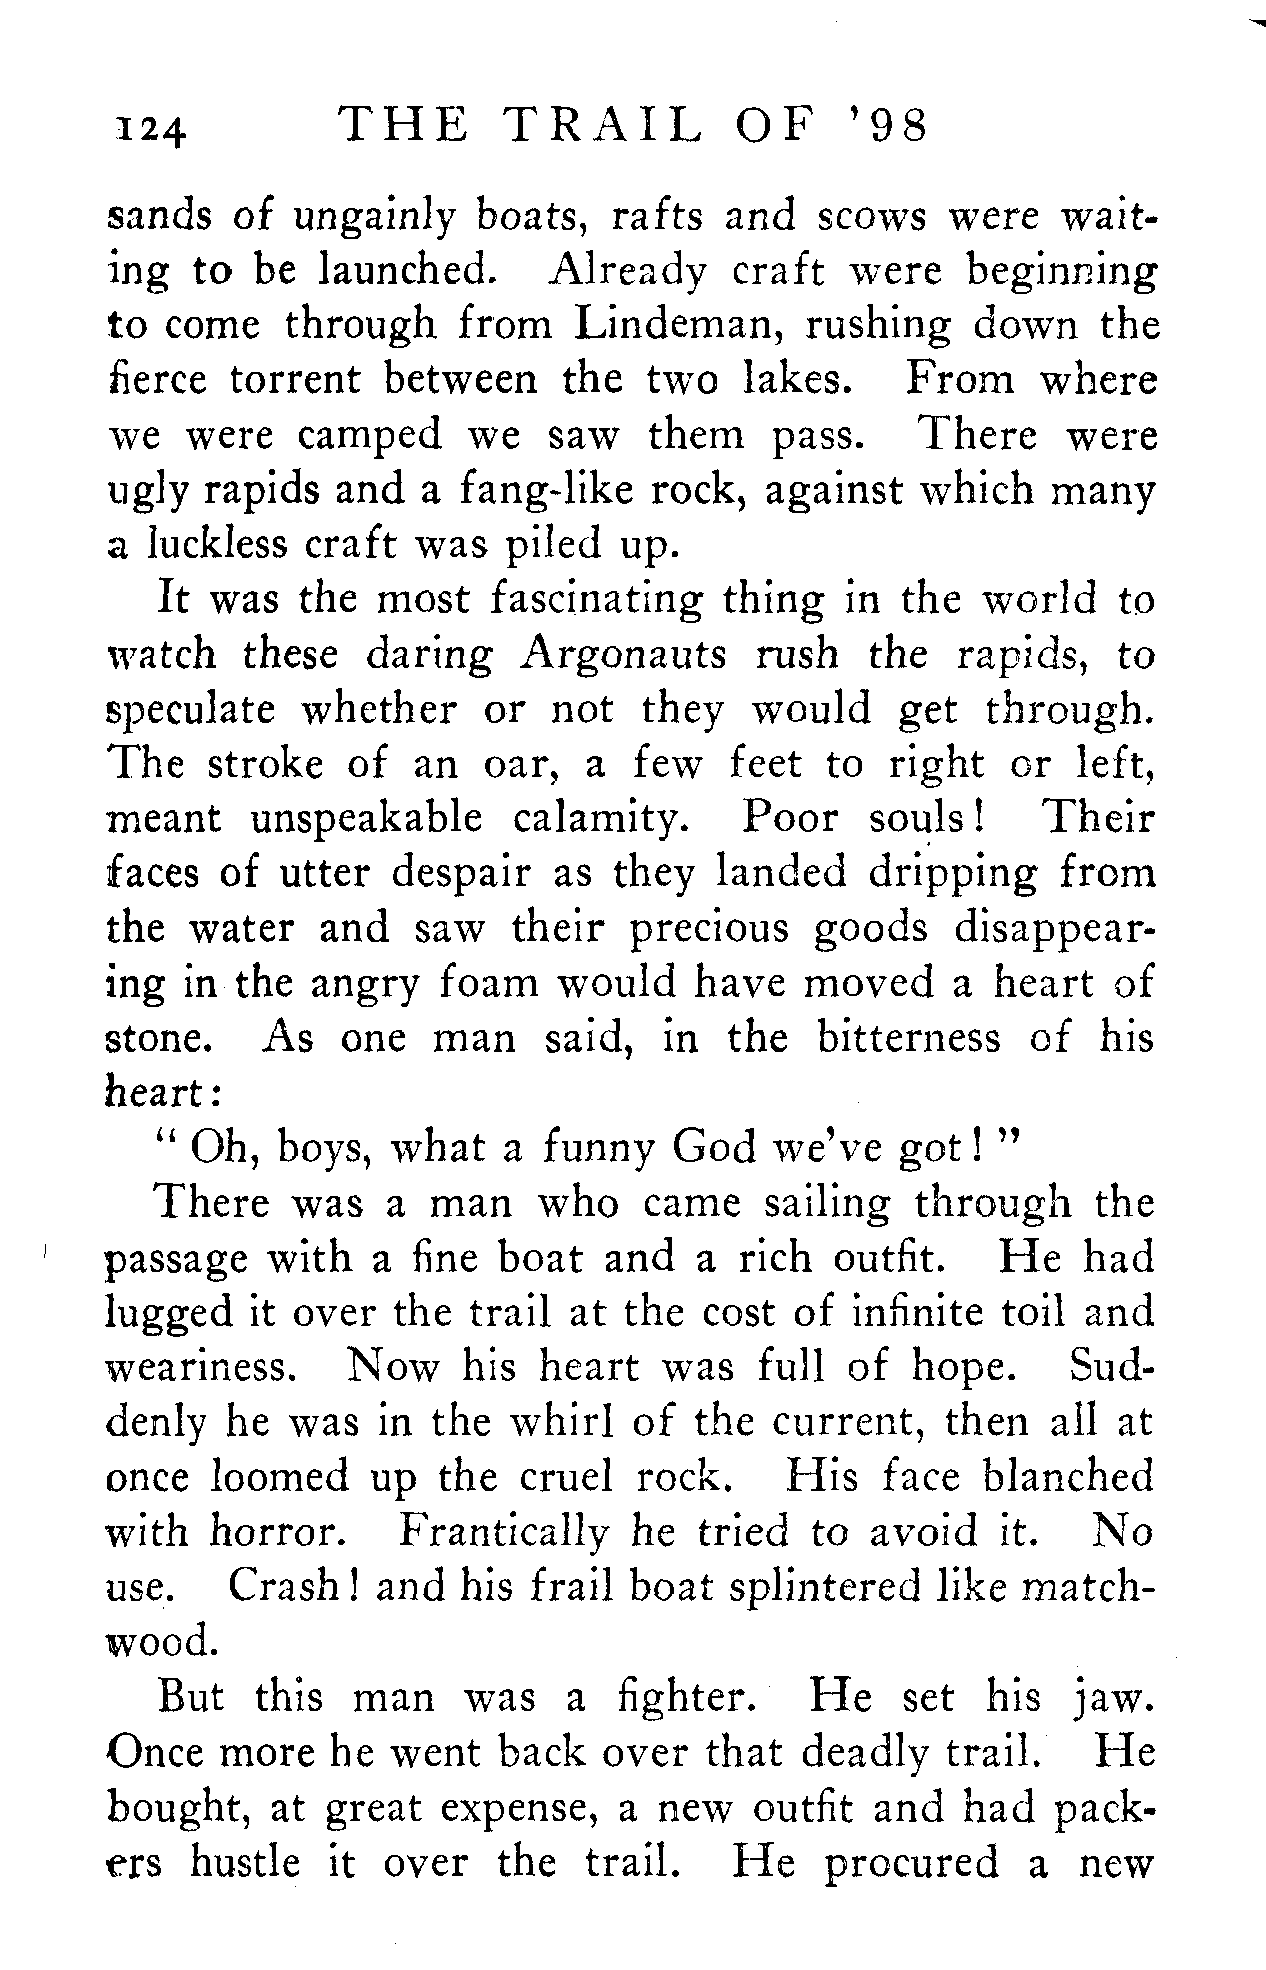 124 THE TRAIL OF '98
sands of ungainly boats, rafts and scows were wait-
ing to be launched. Already craft were beginning
to come through from Lindeman, rushing down the
fierce torrent between the two lakes. From where
we were camped we saw them pass. There were
ugly rapids and a fang-like rock, against which many
a luckless craft was piled up.
It was the most fascinating thing in the world to
watch these daring Argonauts rush the rapids, to
speculate whether or not they would get through.
The stroke of an oar, a few feet to right or left,
meant unspeakable calamity. Poor souls! Their
faces of utter despair as they landed dripping from
the water and saw their precious goods disappear-
ing in the angry foam would have moved a heart of
stone. As one man said, in the bitterness of his
heart:
"Oh, boys, what a funny God we've got!"
There was a man who came sailing through the
passage with a fine boat and a rich outfit. He had
lugged it over the trail at the cost of infinite toil and
weariness. Now his heart was full of hope. Sud-
denly he was in the whirl of the current, then all at
once loomed up the cruel rock. His face blanched
with horror. Frantically he tried to avoid it. No
use. Crash! and his frail boat splintered like match-
wood.
But this man was a fighter. He set his jaw.
Once more he went back over that deadly trail. He
bought, at great expense, a new outfit and had pack-
ers hustle it over the trail. He procured a new